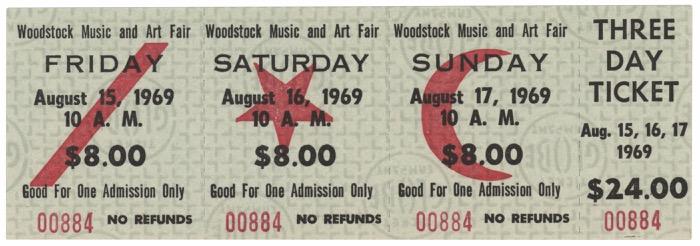 Woodstock Music and Art Fair
FRIDAY
August 15, 1969
10 A. M.
$8.00
Good For One Admission Only
00884 NO REFUNDS
Woodstock Music and Art Fair
SATURDAY
August 16, 1969
10 A. M.
$8.00
Good For One Admission Only
00884 NO REFUNDS
Woodstock Music and Art Fair
SUNDAY
August 17, 1969
10 A. M.
$8.00
Good For One Admission Only
00884 NO REFUNDS
THREE
DAY
TICKET
Aug. 15, 16, 17
1969
$24.00
00884